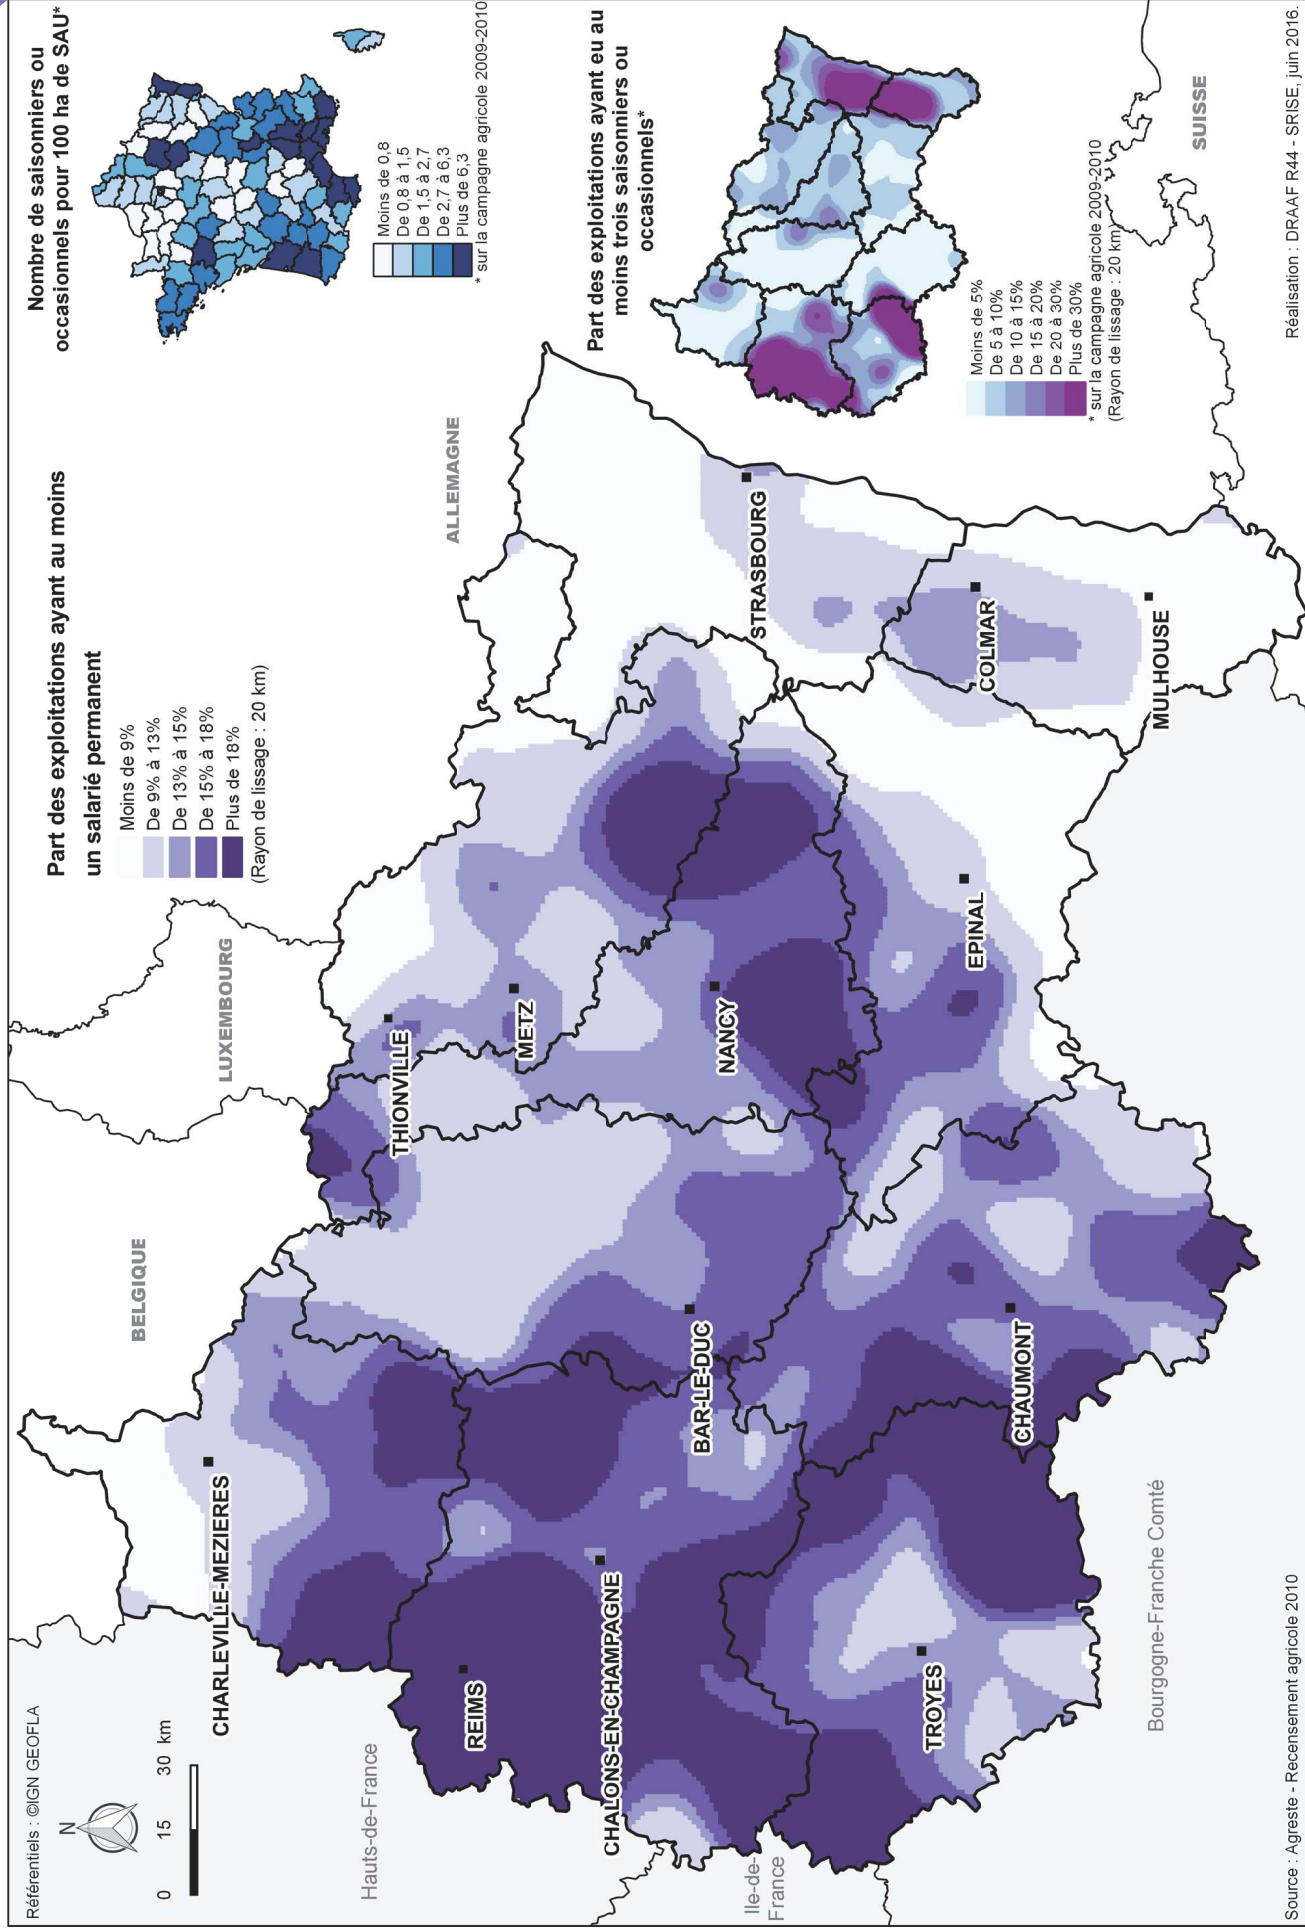 Référentiels : ©IGN GEOFLA
N
0 15 30 km
Part des exploitations ayant au moins
un salarié permanent
Moins de 9%
De 9% à 13%
De 13% à 15%
De 15% à 18%
Plus de 18%
(Rayon de lissage : 20 km)
Nombre de saisonniers ou
occasionnels pour 100 ha de SAU*
Moins de 0,8
De 0,8 à 1,5
De 1,5 à 2,7
De 2,7 à 6,3
Plus de 6,3
* sur la campagne agricole 2009-2010
Part des exploitations ayant eu au
moins trois saisonniers ou
occasionnels*
Moins de 5%
De 5 à 10%
De 10 à 15%
De 15 à 20%
De 20 à 30%
Plus de 30%
* sur la campagne agricole 2009-2010
(Rayon de lissage : 20 km)
BELGIQUE
LUXEMBOURG
ALLEMAGNE
SUISSE
Hauts-de-France
Ile-de-
France
Bourgogne-Franche Comté
CHARLEVILLE-MEZIERES
THIONVILLE
REIMS
METZ
CHALONS-EN-CHAMPAGNE
BAR-LE-DUC
NANCY
STRASBOURG
TROYES
CHAUMONT
EPINAL
COLMAR
MULHOUSE
Source : Agreste - Recensement agricole 2010
Réalisation : DRAAF R44 - SRISE, juin 2016.